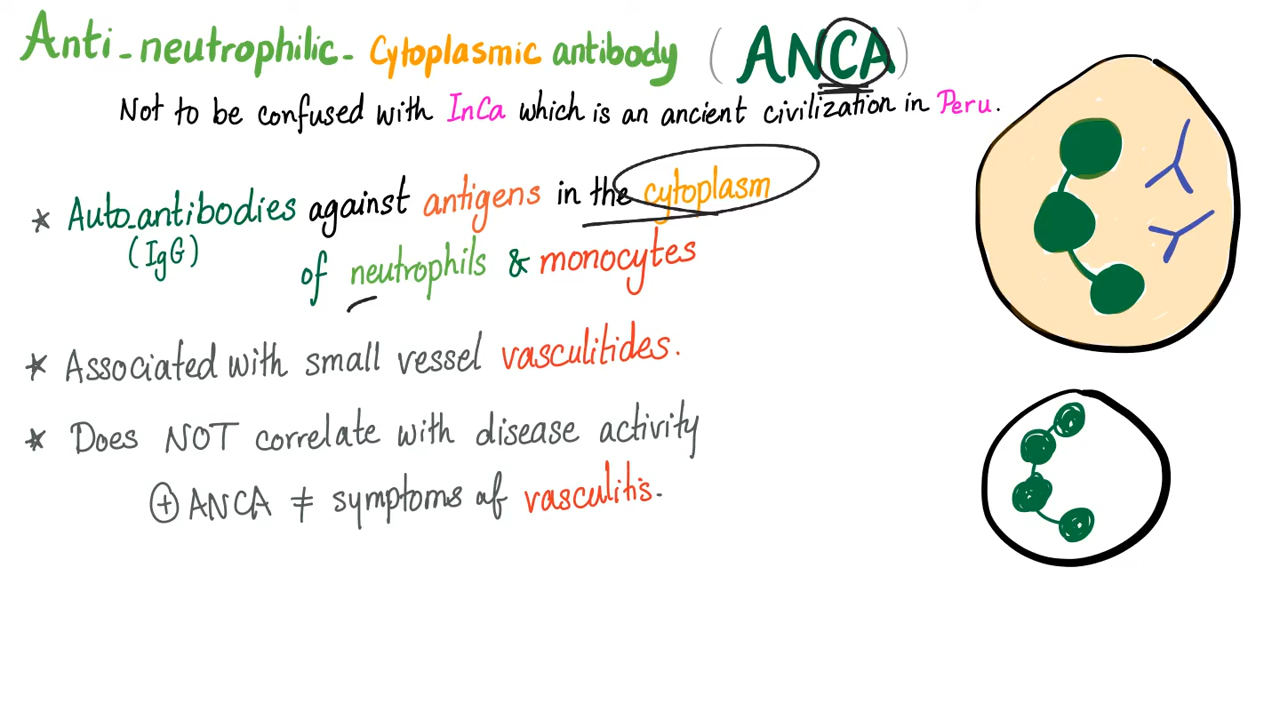 Anti-neutrophilic-Cytoplasmic antibody (ANCA)
Not to be confused with InCa which is an ancient civilization in Peru.
* Auto-antibodies against antigens in the cytoplasm
(IgG)
of neutrophils & monocytes
* Associated with small vessel vasculitides.
* Does NOT correlate with disease activity
⊕ ANCA ≠ symptoms of vasculitis.